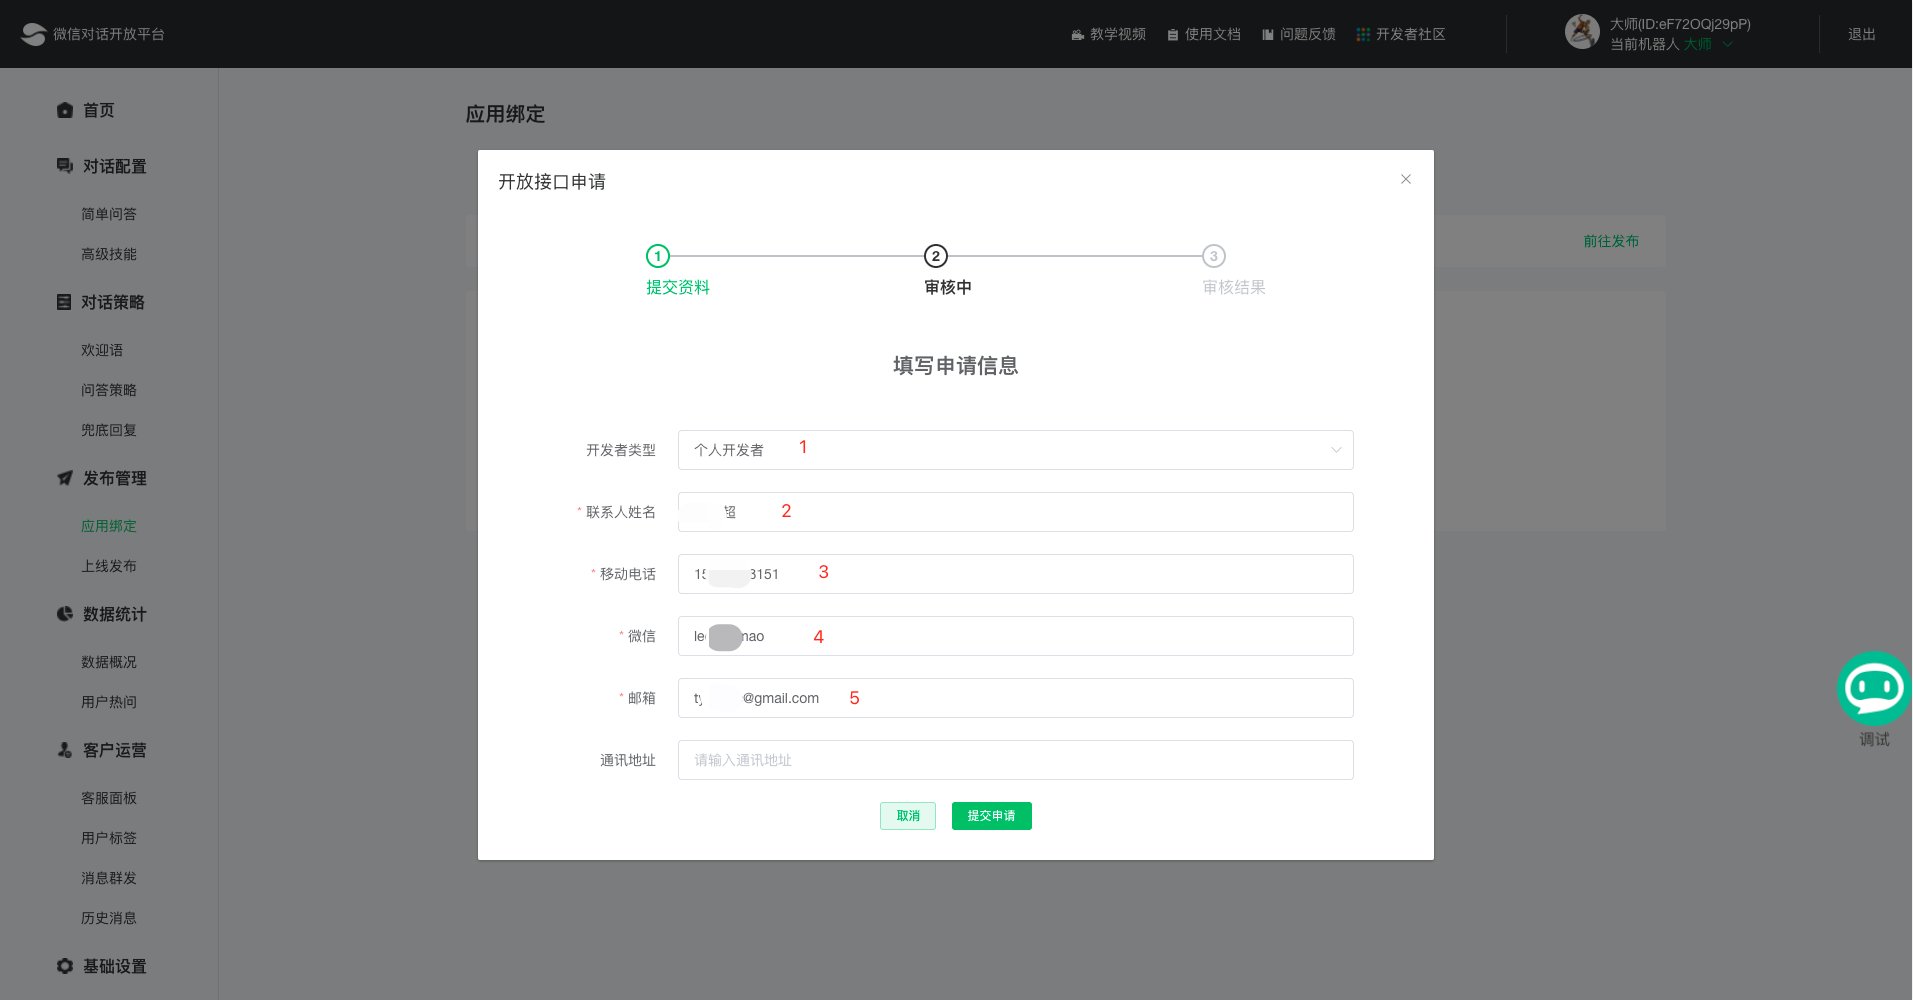 微信对话开放平台
教学视频
使用文档
问题反馈
开发者社区
大师(ID:eF72OQj29pP)
当前机器人 大师
退出
首页
对话配置
简单问答
高级技能
对话策略
欢迎语
问答策略
兜底回复
发布管理
应用绑定
上线发布
数据统计
数据概况
用户热问
客户运营
客服面板
用户标签
消息群发
历史消息
基础设置
应用绑定
前往发布
开放接口申请
1
2
3
提交资料
审核中
审核结果
填写申请信息
开发者类型
个人开发者
1
* 联系人姓名
超
2
* 移动电话
15 3151
3
* 微信
le mao
4
* 邮箱
ty @gmail.com
5
通讯地址
请输入通讯地址
取消
提交申请
调试